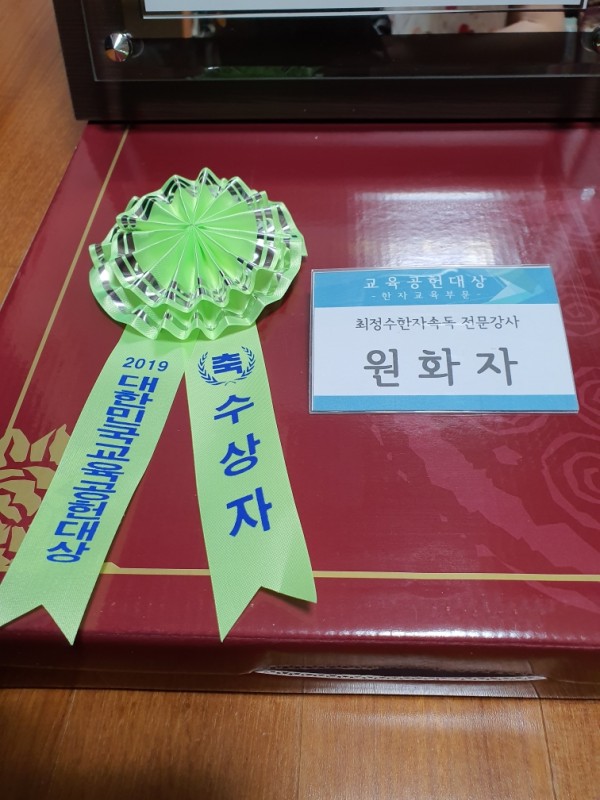 2019
대한민국교육공헌대상
축
수상자
교육공헌대상
-한자교육부문-
최정수한자속독 전문강사
원화자